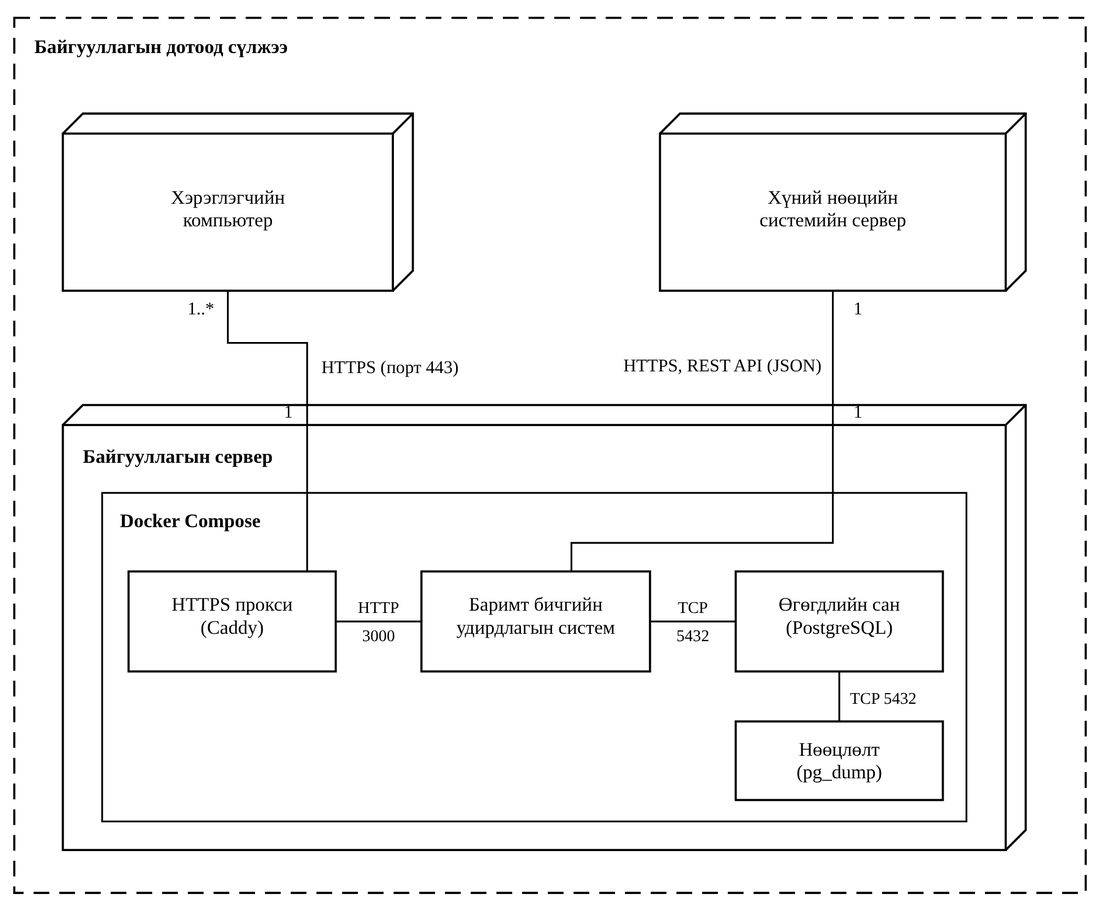 Байгууллагын дотоод сүлжээ
Хэрэглэгчийн
компьютер
Хүний нөөцийн
системийн сервер
1..*
1
HTTPS (порт 443)
HTTPS, REST API (JSON)
1
1
Байгууллагын сервер
Docker Compose
HTTPS прокси
(Caddy)
HTTP
3000
Баримт бичгийн
удирдлагын систем
TCP
5432
Өгөгдлийн сан
(PostgreSQL)
TCP 5432
Нөөцлөлт
(pg_dump)